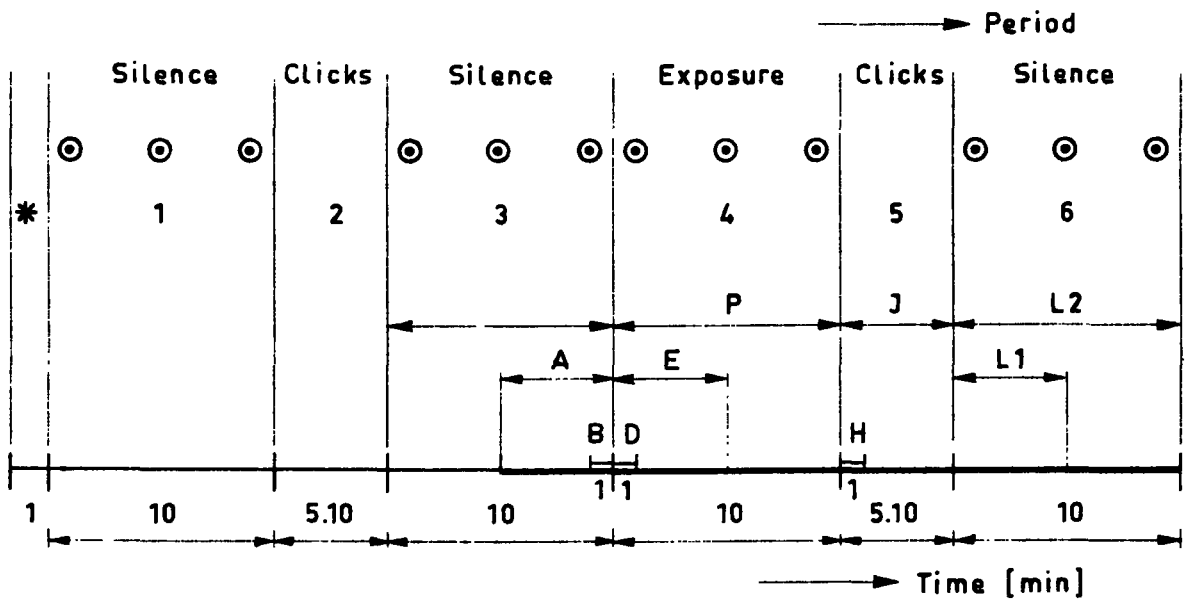 Period
Silence Clicks Silence Exposure Clicks Silence
* 1 2 3 4 5 6
P J L2
A E L1
B D H
1 1 1
1 10 5.10 10 10 5.10 10
Time [min]